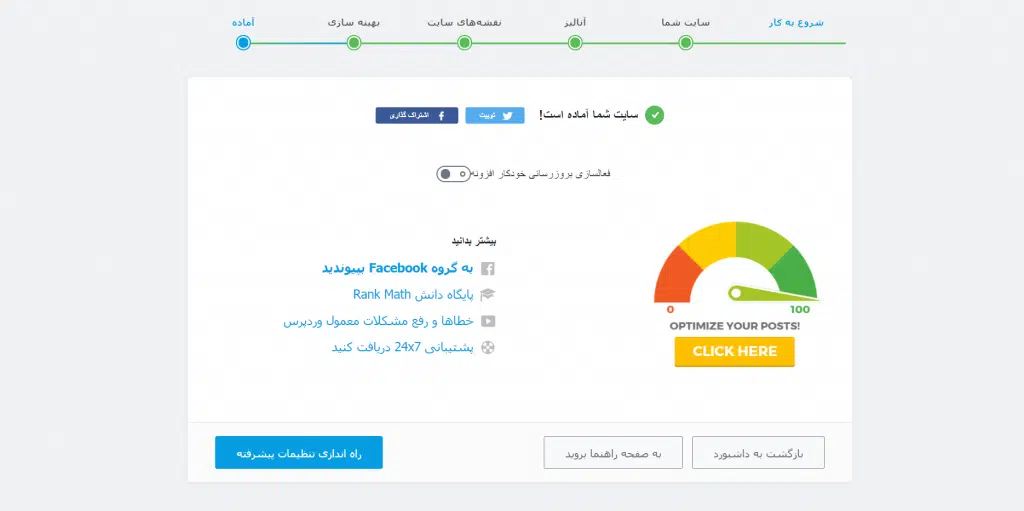 شروع به کار
سایت شما
آنالیز
نقشه‌های سایت
بهینه سازی
آماده
سایت شما آماده است!
توییت
اشتراک گذاری
فعالسازی بروزرسانی خودکار افزونه
بیشتر بدانید
به گروه Facebook بپیوندید
پایگاه دانش Rank Math
خطاها و رفع مشکلات معمول وردپرس
پشتیبانی 24x7 دریافت کنید
0
100
OPTIMIZE YOUR POSTS!
CLICK HERE
بازگشت به داشبورد
به صفحه راهنما بروید
راه اندازی تنظیمات پیشرفته